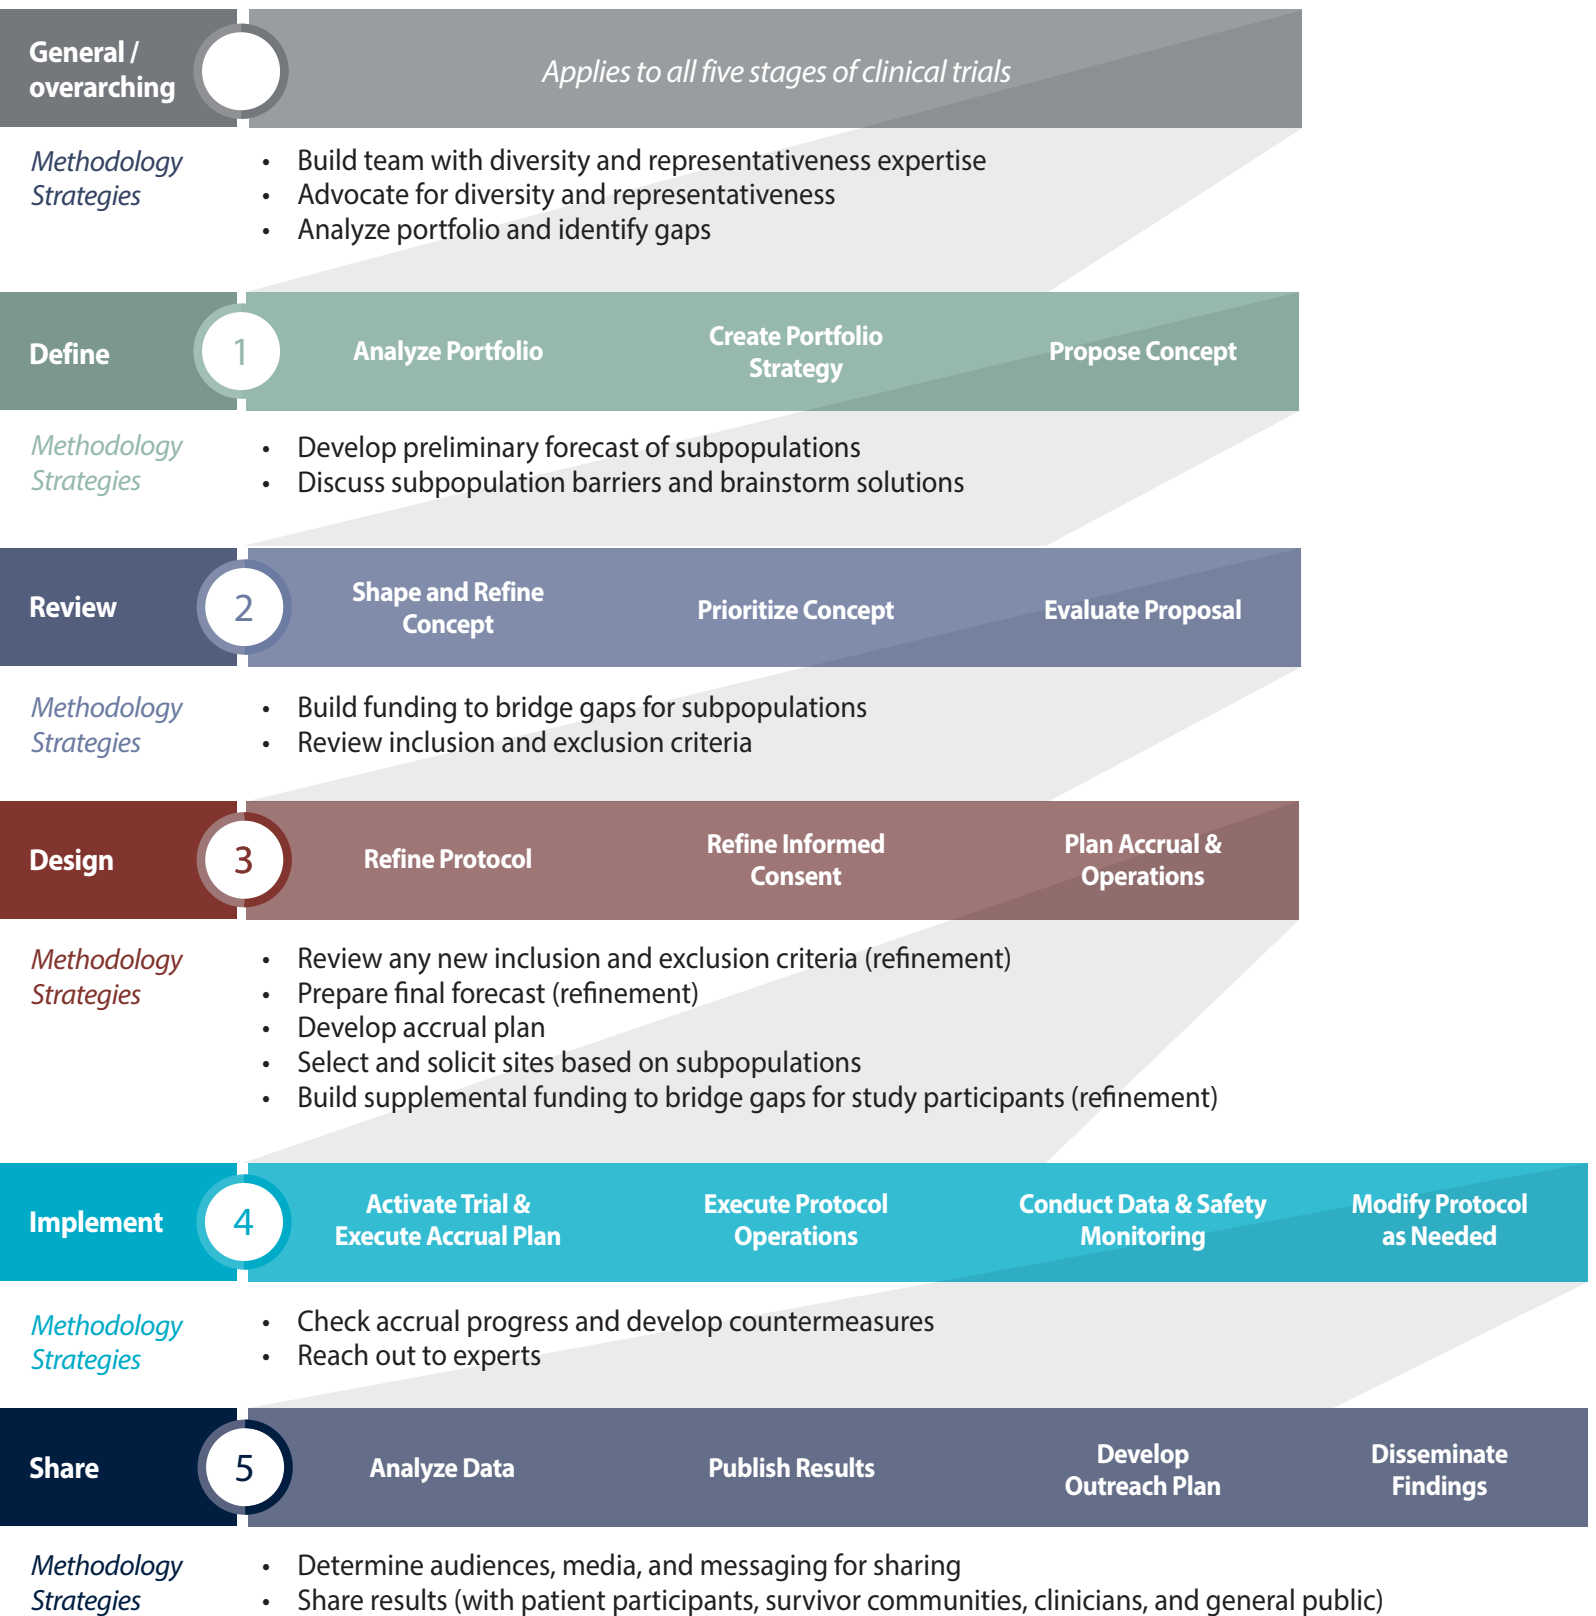 General /
overarching
Applies to all five stages of clinical trials
Methodology
Strategies
• Build team with diversity and representativeness expertise
• Advocate for diversity and representativeness
• Analyze portfolio and identify gaps
Define
1
Analyze Portfolio
Create Portfolio
Strategy
Propose Concept
Methodology
Strategies
• Develop preliminary forecast of subpopulations
• Discuss subpopulation barriers and brainstorm solutions
Review
2
Shape and Refine
Concept
Prioritize Concept
Evaluate Proposal
Methodology
Strategies
• Build funding to bridge gaps for subpopulations
• Review inclusion and exclusion criteria
Design
3
Refine Protocol
Refine Informed
Consent
Plan Accrual &
Operations
Methodology
Strategies
• Review any new inclusion and exclusion criteria (refinement)
• Prepare final forecast (refinement)
• Develop accrual plan
• Select and solicit sites based on subpopulations
• Build supplemental funding to bridge gaps for study participants (refinement)
Implement
4
Activate Trial &
Execute Accrual Plan
Execute Protocol
Operations
Conduct Data & Safety
Monitoring
Modify Protocol
as Needed
Methodology
Strategies
• Check accrual progress and develop countermeasures
• Reach out to experts
Share
5
Analyze Data
Publish Results
Develop
Outreach Plan
Disseminate
Findings
Methodology
Strategies
• Determine audiences, media, and messaging for sharing
• Share results (with patient participants, survivor communities, clinicians, and general public)